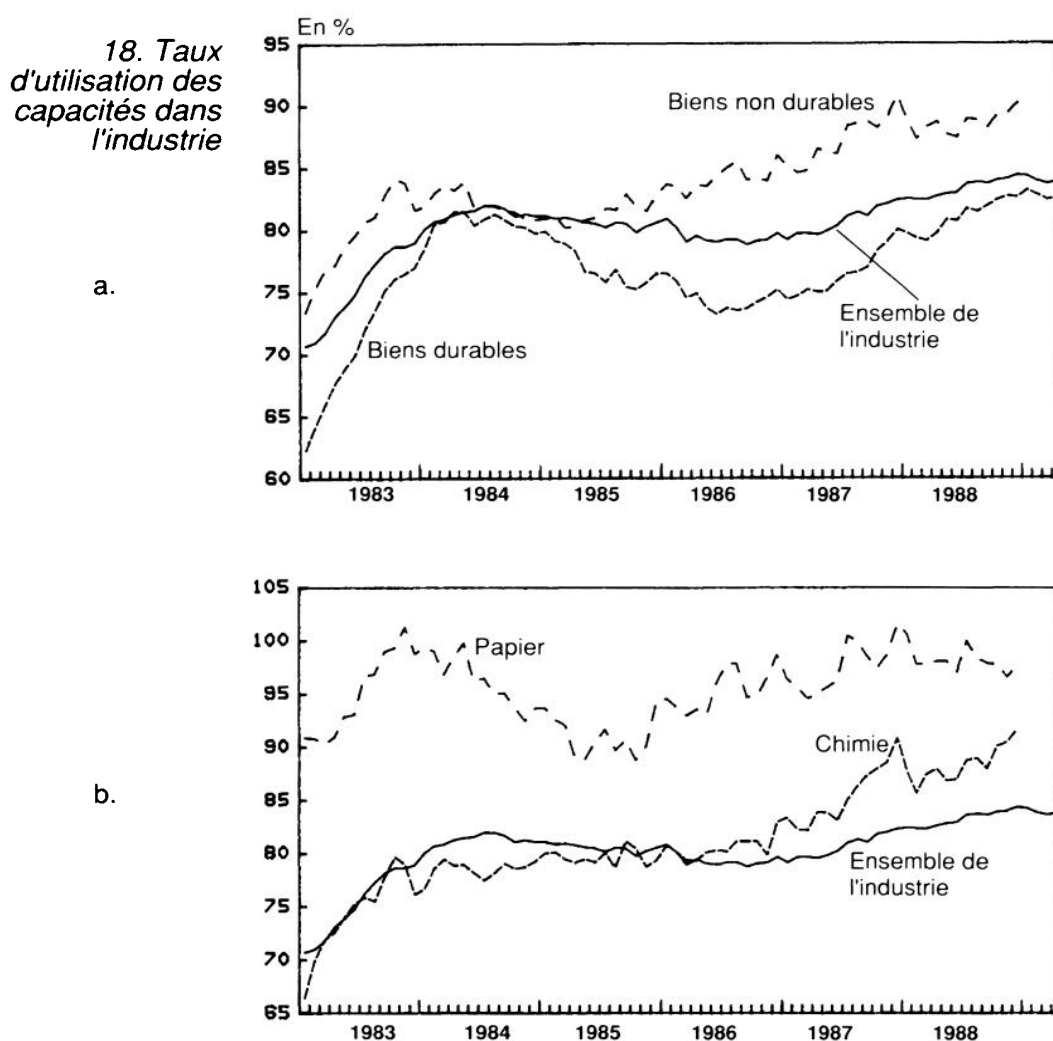 18. Taux
d'utilisation des
capacités dans
l'industrie
a.
En %
95
90
85
80
75
70
65
60
Biens non durables
Ensemble de
l'industrie
Biens durables
1983 1984 1985 1986 1987 1988
b.
105
100
95
90
85
80
75
70
65
Papier
Chimie
Ensemble de
l'industrie
1983 1984 1985 1986 1987 1988